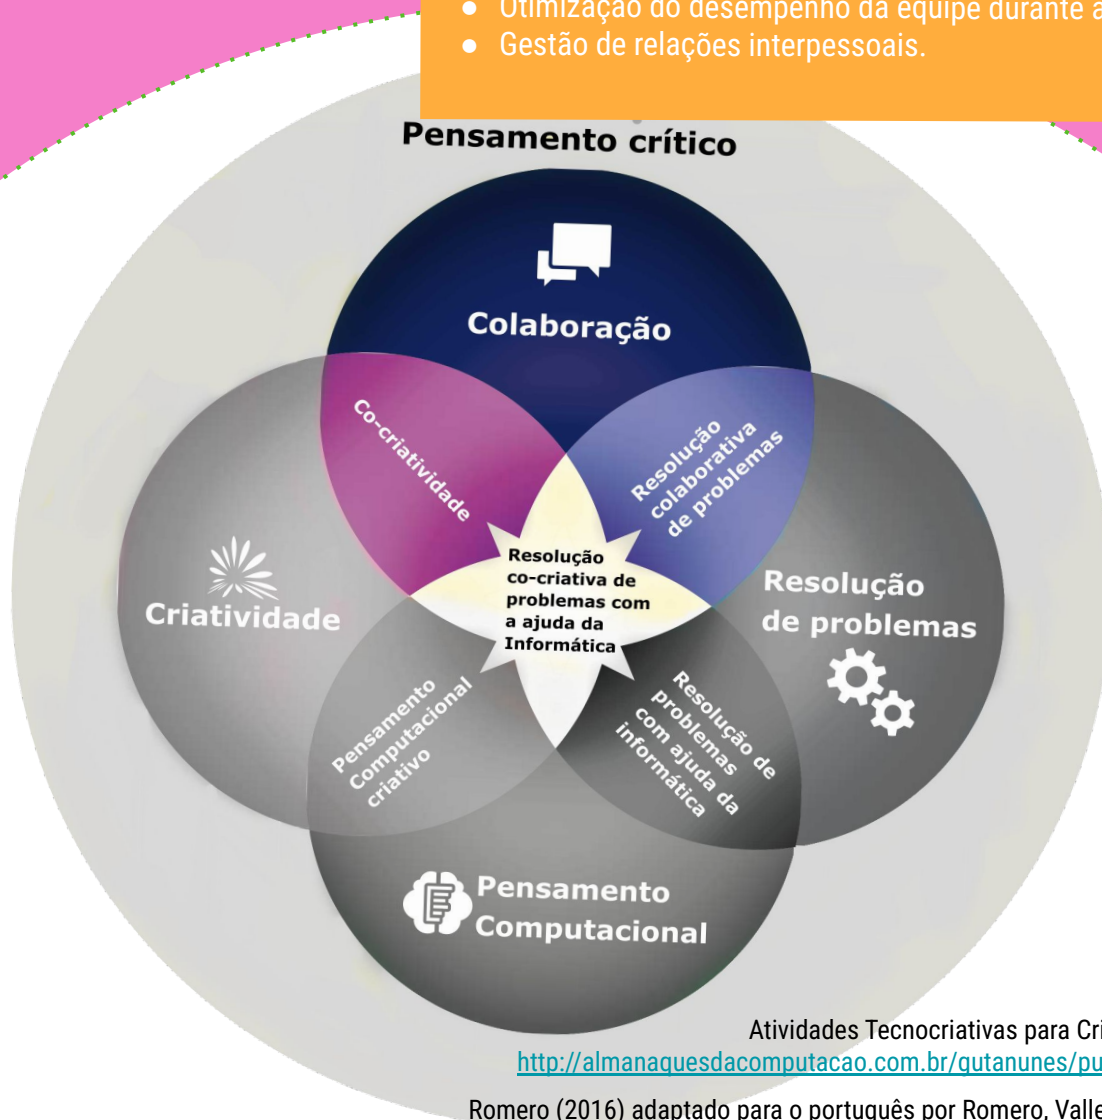 ● Otimização do desempenho da equipe durante a
● Gestão de relações interpessoais.
Pensamento crítico
Colaboração
Co-criatividade
Resolução
colaborativa
de problemas
Criatividade
Resolução
co-criativa de
problemas com
a ajuda da
Informática
Resolução
de problemas
Pensamento
Computacional
criativo
Resolução de
problemas
com ajuda da
informática
Pensamento
Computacional
Atividades Tecnocriativas para Cri
http://almanaquesdacomputacao.com.br/gutanunes/pu
Romero (2016) adaptado para o português por Romero, Valle